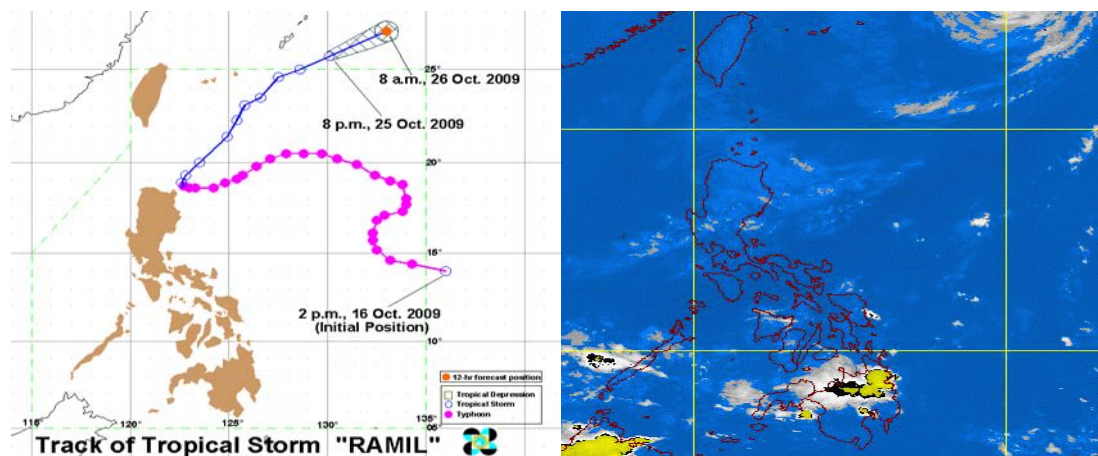 25°
8 a.m., 26 Oct. 2009
8 p.m., 25 Oct. 2009
20°
15°
2 p.m., 16 Oct. 2009
(Initial Position)
10°
12-hr forecast position
Tropical Depression
Tropical Storm
Typhoon
120°
125°
130°
135°
05°
Track of Tropical Storm "RAMIL"